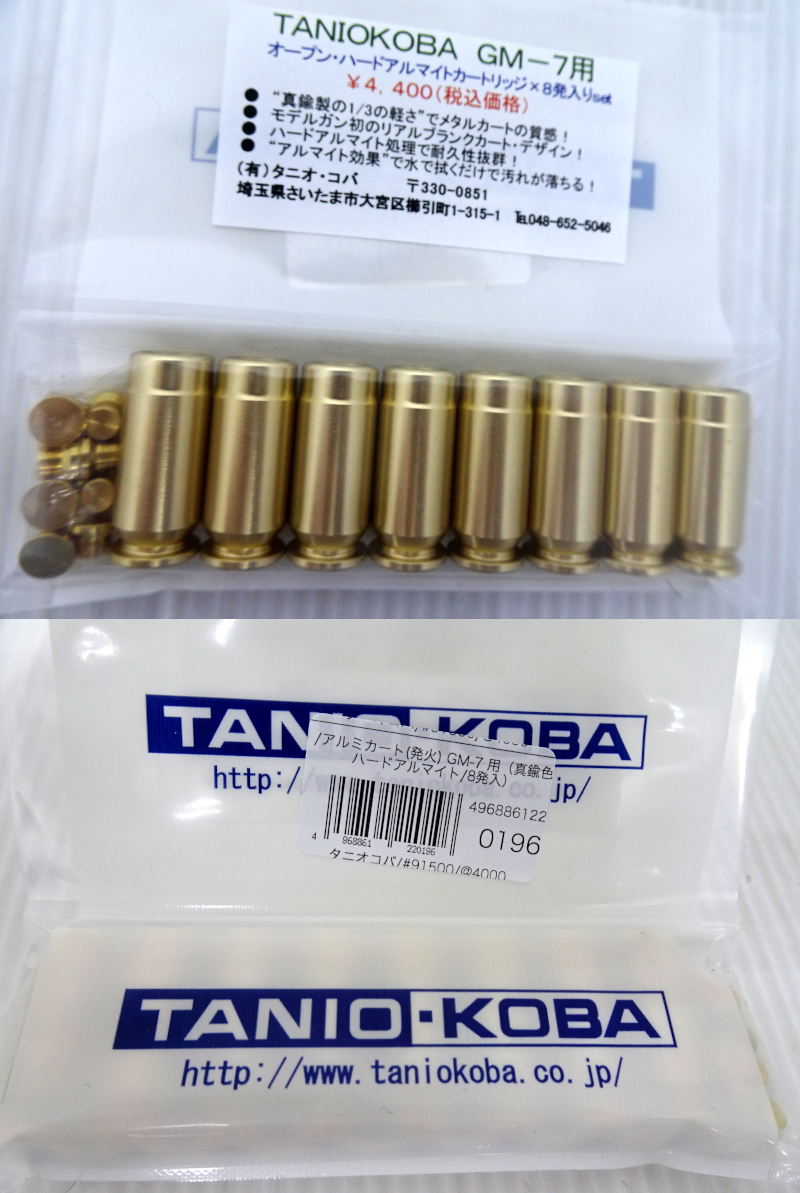 TANIOKOBA GM－7用
オープン・ハードアルマイトカートリッジ×8発入りset
￥4,400(税込価格)
● “真鍮製の1/3の軽さ”でメタルカートの質感！
● モデルガン初のリアルブランクカート・デザイン！
● ハードアルマイト処理で耐久性抜群！
● “アルマイト効果”で水で拭くだけで汚れが落ちる！
(有)タニオ・コバ 〒330-0851
埼玉県さいたま市大宮区櫛引町1-315-1 ℡048-652-5046
TANIO・KOBA
http://www.taniokoba.co.jp/
/アルミカート(発火) GM-7 用（真鍮色
ハードアルマイト/8発入)
496886122
0196
4 968861 220196
タニオコバ/#91500/@4000
TANIO・KOBA
http://www.taniokoba.co.jp/